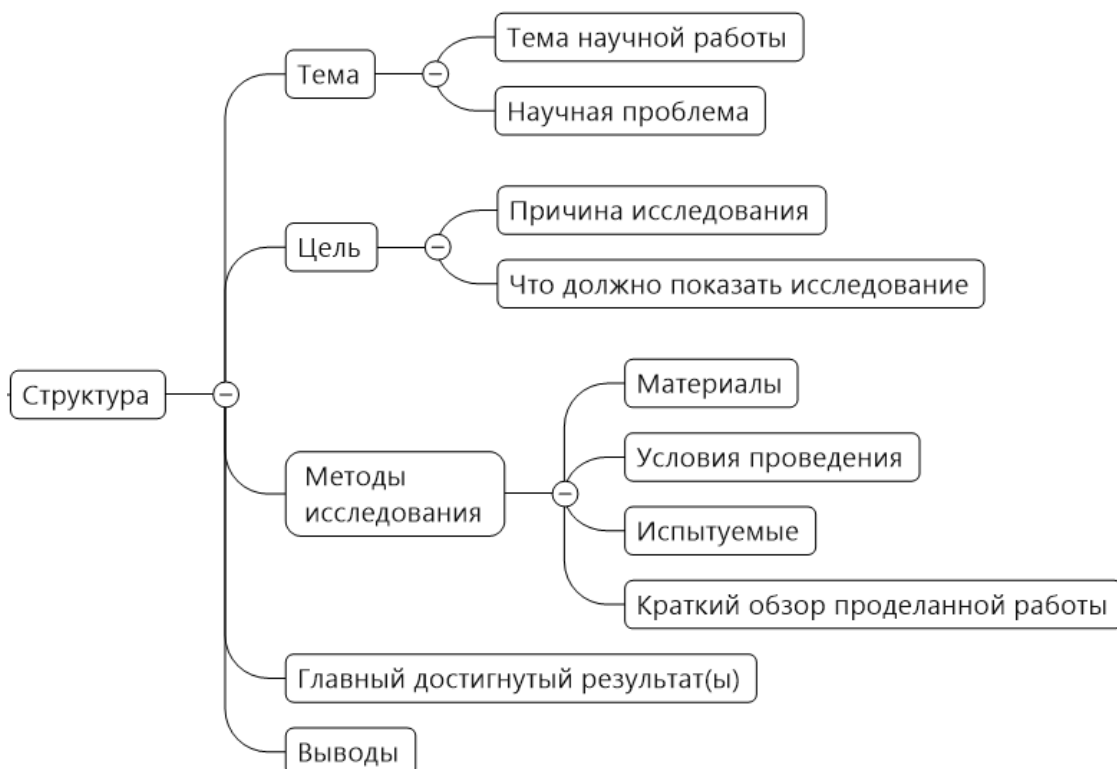 Тема научной работы
Тема
Научная проблема
Причина исследования
Цель
Что должно показать исследование
Структура
Материалы
Условия проведения
Методы
исследования
Испытуемые
Краткий обзор проделанной работы
Главный достигнутый результат(ы)
Выводы